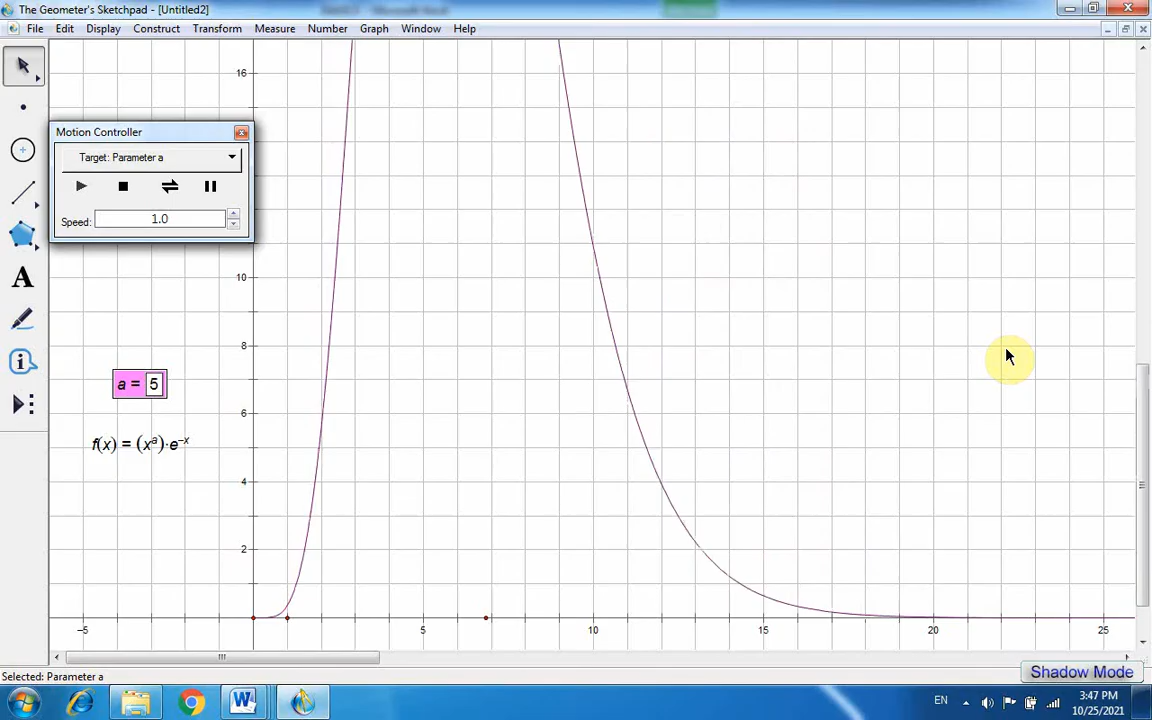 The Geometer's Sketchpad - [Untitled2]
File Edit Display Construct Transform Measure Number Graph Window Help
16
Motion Controller
Target: Parameter a
Speed: 1.0
10
8
a = 5
6
f(x) = (x^a)·e^−x
4
2
−5 5 10 15 20 25
Selected: Parameter a
Shadow Mode
EN
3:47 PM
10/25/2021